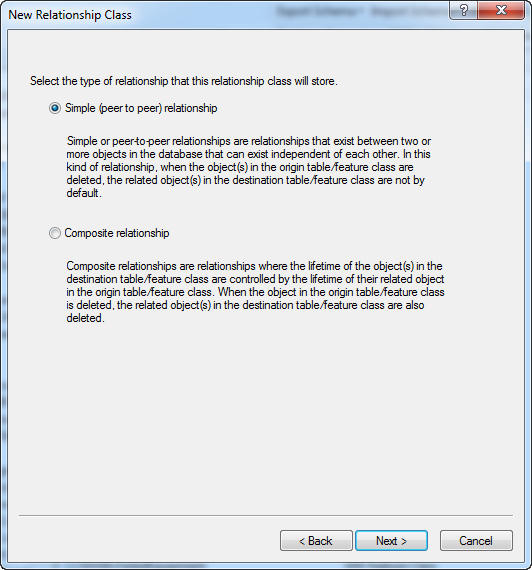 New Relationship Class
Select the type of relationship that this relationship class will store.
Simple (peer to peer) relationship
Simple or peer-to-peer relationships are relationships that exist between two or
more objects in the database that can exist independent of each other. In this
kind of relationship, when the object(s) in the origin table/feature class are
deleted, the related object(s) in the destination table/feature class are not by
default.
Composite relationship
Composite relationships are relationships where the lifetime of the object(s) in the
destination table/feature class are controlled by the lifetime of their related object
in the origin table/feature class. When the object in the origin table/feature class
is deleted, the related object(s) in the destination table/feature class are also
deleted.
< Back
Next >
Cancel